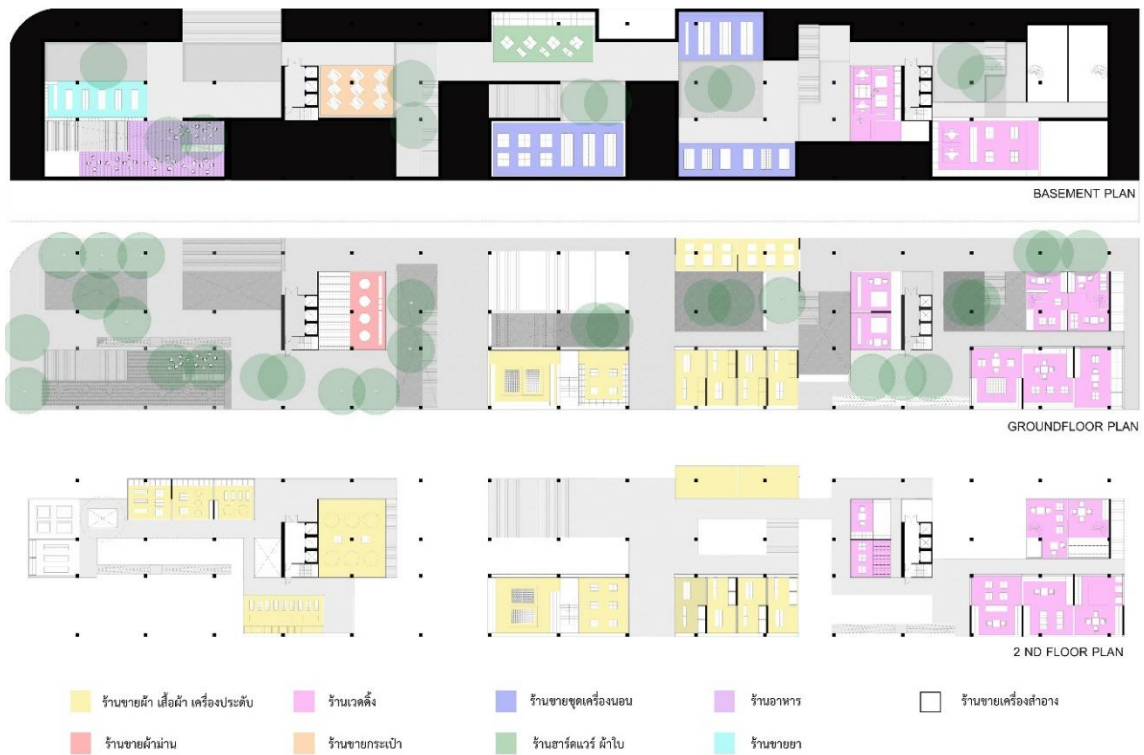 BASEMENT PLAN
GROUNDFLOOR PLAN
2 ND FLOOR PLAN
ร้านขายผ้า เสื้อผ้า เครื่องประดับ
ร้านเวดดิ้ง
ร้านขายชุดเครื่องนอน
ร้านอาหาร
ร้านขายเครื่องสำอาง
ร้านขายผ้าม่าน
ร้านขายกระเป๋า
ร้านฮาร์ดแวร์ ผ้าใบ
ร้านขายยา